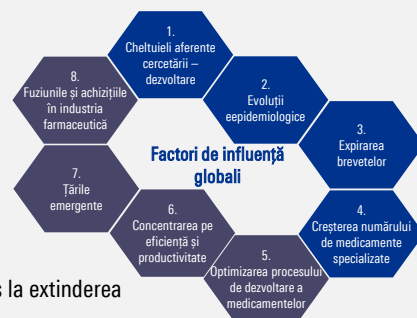 1.
Cheltuieli aferente
cercetării –
dezvoltare
2.
Evoluții
eepidemiologice
3.
Expirarea
brevetelor
4.
Creșterea numărului
de medicamente
specializate
5.
Optimizarea procesului
de dezvoltare a
medicamentelor
6.
Concentrarea pe
eficiență și
productivitate
7.
Țările
emergente
8.
Fuziunile și achizițiile
în industria
farmaceutică
Factori de influență
globali
la extinderea